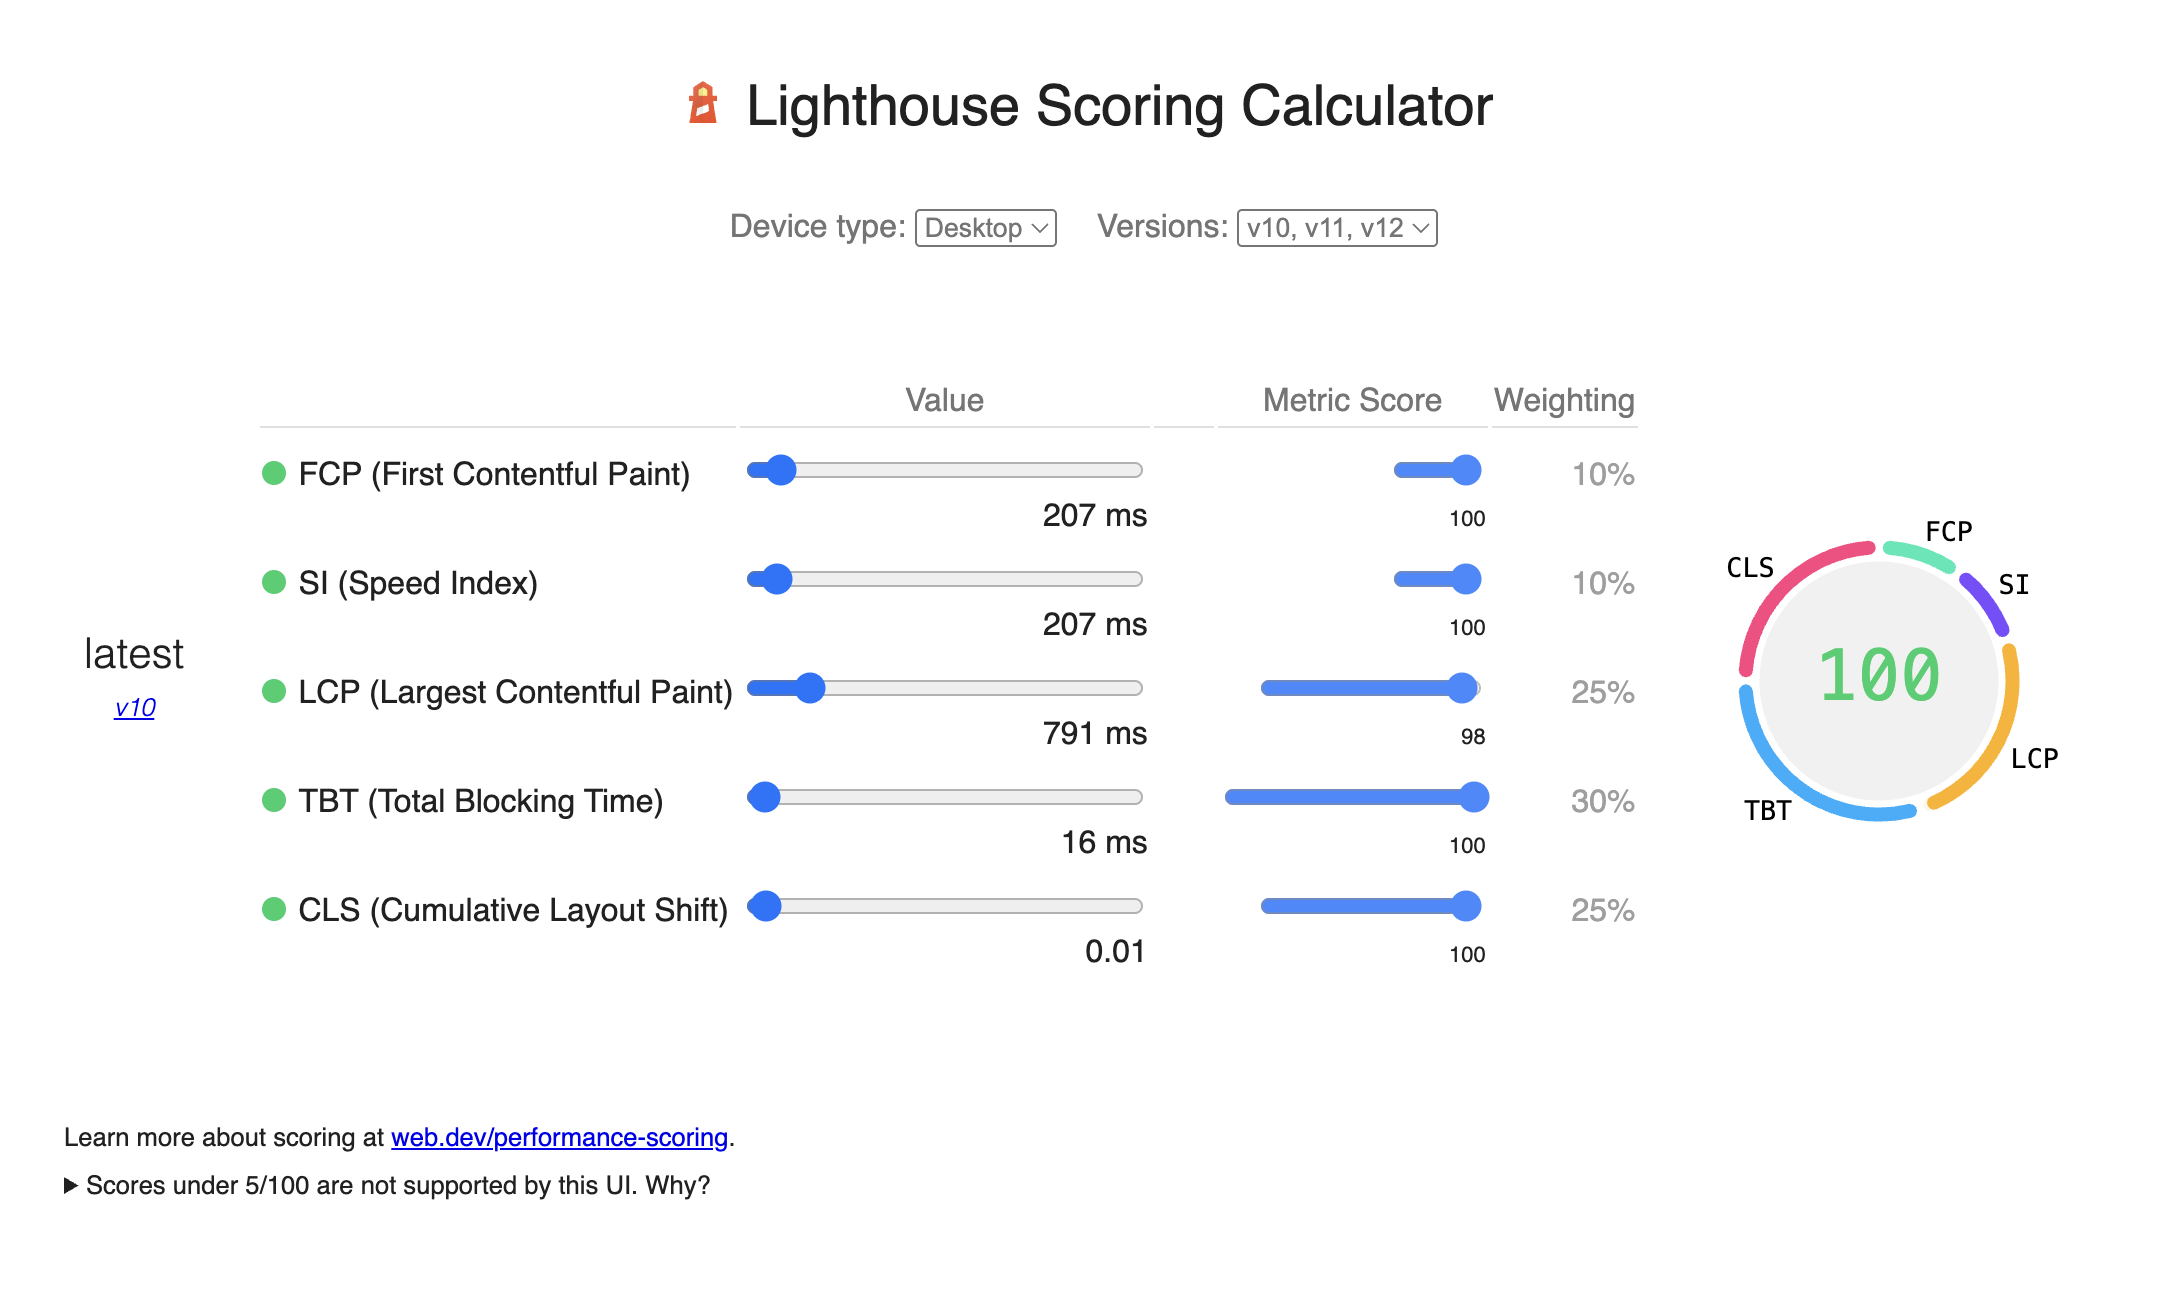 Lighthouse Scoring Calculator
Device type: Desktop Versions: v10, v11, v12
Value Metric Score Weighting
FCP (First Contentful Paint) 10%
207 ms 100
SI (Speed Index) 10%
207 ms 100
latest
v10
LCP (Largest Contentful Paint) 25%
791 ms 98
TBT (Total Blocking Time) 30%
16 ms 100
CLS (Cumulative Layout Shift) 25%
0.01 100
FCP
CLS
SI
100
LCP
TBT
Learn more about scoring at web.dev/performance-scoring.
Scores under 5/100 are not supported by this UI. Why?